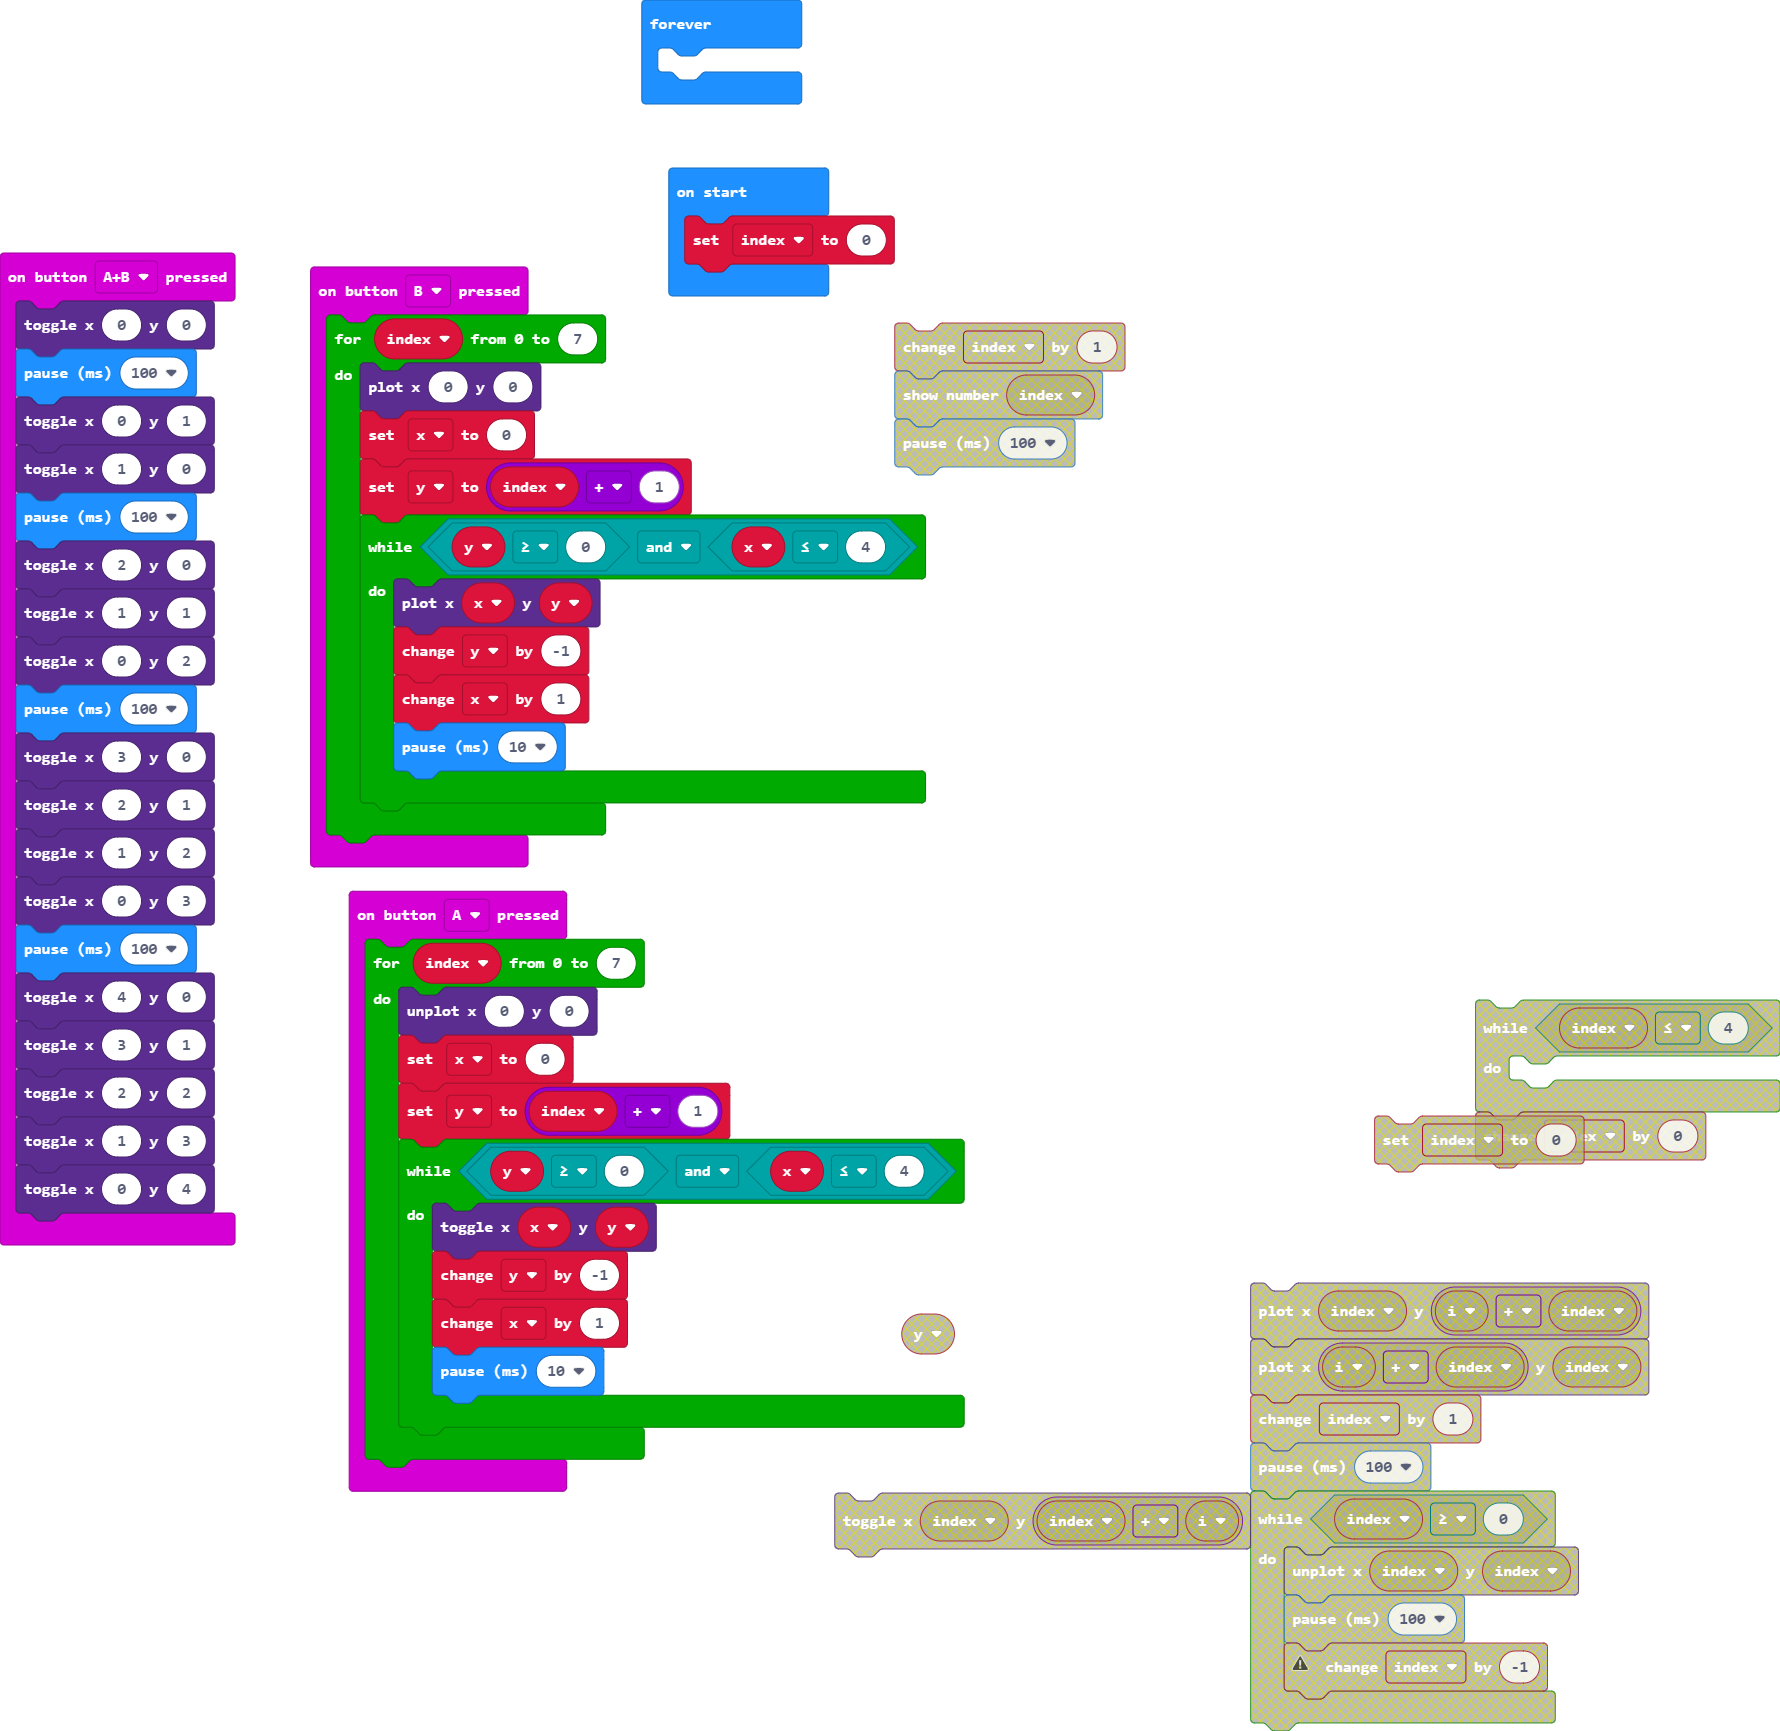 forever
on start
set index to 0
on button A+B pressed
toggle x 0 y 0
pause (ms) 100
toggle x 0 y 1
toggle x 1 y 0
pause (ms) 100
toggle x 2 y 0
toggle x 1 y 1
toggle x 0 y 2
pause (ms) 100
toggle x 3 y 0
toggle x 2 y 1
toggle x 1 y 2
toggle x 0 y 3
pause (ms) 100
toggle x 4 y 0
toggle x 3 y 1
toggle x 2 y 2
toggle x 1 y 3
toggle x 0 y 4
on button B pressed
for index from 0 to 7
do
plot x 0 y 0
set x to 0
set y to index + 1
while y ≥ 0 and x ≤ 4
do
plot x x y y
change y by -1
change x by 1
pause (ms) 10
change index by 1
show number index
pause (ms) 100
on button A pressed
for index from 0 to 7
do
unplot x 0 y 0
set x to 0
set y to index + 1
while y ≥ 0 and x ≤ 4
do
toggle x x y y
change y by -1
change x by 1
pause (ms) 10
y
while index ≤ 4
do
set index to 0
by 0
plot x index y i + index
plot x i + index y index
change index by 1
pause (ms) 100
toggle x index y index + i
while index ≥ 0
do
unplot x index y index
pause (ms) 100
change index by -1